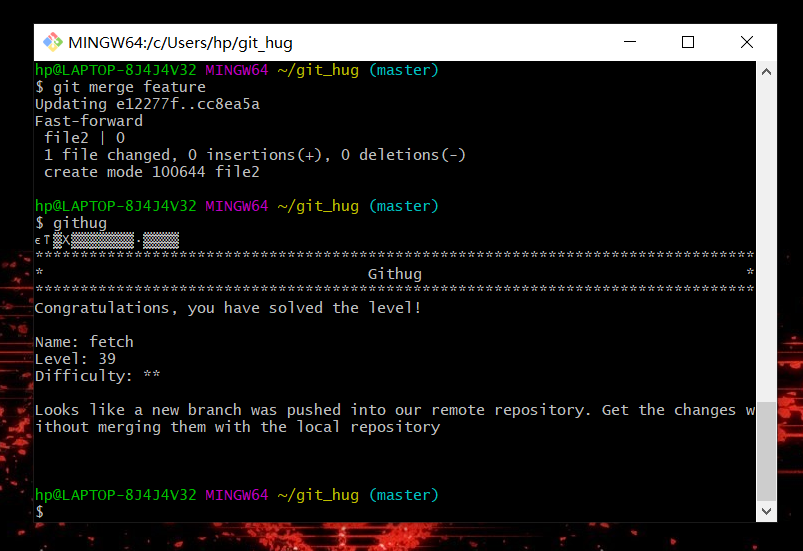 MINGW64:/c/Users/hp/git_hug
hp@LAPTOP-8J4J4V32 MINGW64 ~/git_hug (master)
$ git merge feature
Updating e12277f..cc8ea5a
Fast-forward
 file2 | 0
 1 file changed, 0 insertions(+), 0 deletions(-)
 create mode 100644 file2
hp@LAPTOP-8J4J4V32 MINGW64 ~/git_hug (master)
$ githug
********************************************************************************
*                                    Githug                                    *
********************************************************************************
Congratulations, you have solved the level!
Name: fetch
Level: 39
Difficulty: **
Looks like a new branch was pushed into our remote repository. Get the changes w
ithout merging them with the local repository
hp@LAPTOP-8J4J4V32 MINGW64 ~/git_hug (master)
$